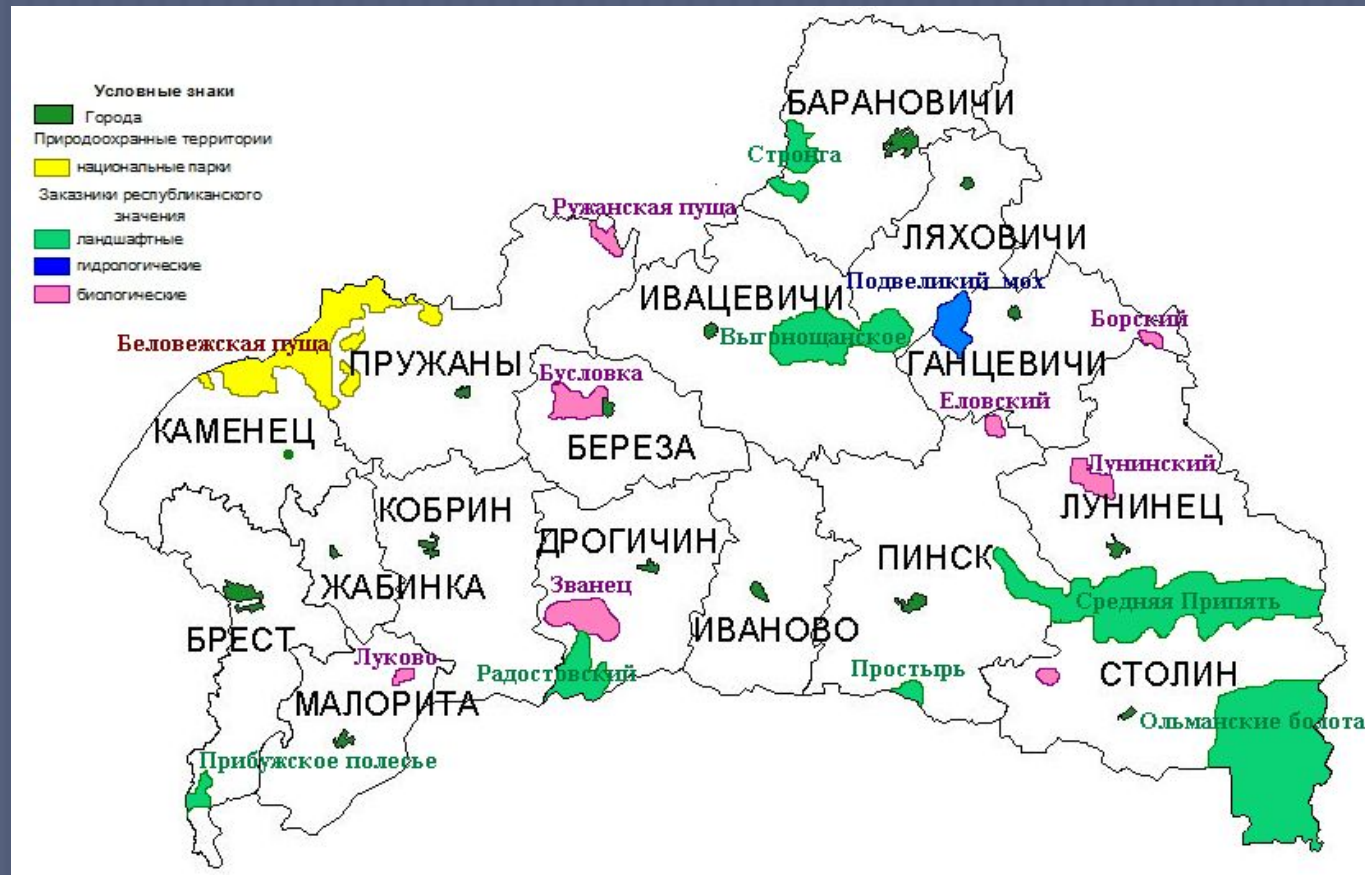 Условные знаки
Города
Природоохранные территории
национальные парки
Заказники республиканского
значения
ландшафтные
гидрологические
биологические
БАРАНОВИЧИ
Стронга
Ружанская пуща
ЛЯХОВИЧИ
Подвеликий мох
ИВАЦЕВИЧИ
Борский
Выгонощанское
Беловежская пуща
ПРУЖАНЫ
ГАНЦЕВИЧИ
Бусловка
Еловский
КАМЕНЕЦ
БЕРЕЗА
Лунинский
КОБРИН
ЛУНИНЕЦ
ДРОГИЧИН
ПИНСК
ЖАБИНКА
Званец
Средняя Припять
БРЕСТ
ИВАНОВО
Луково
Радостовский
Простырь
СТОЛИН
МАЛОРИТА
Ольманские болота
Прибужское полесье